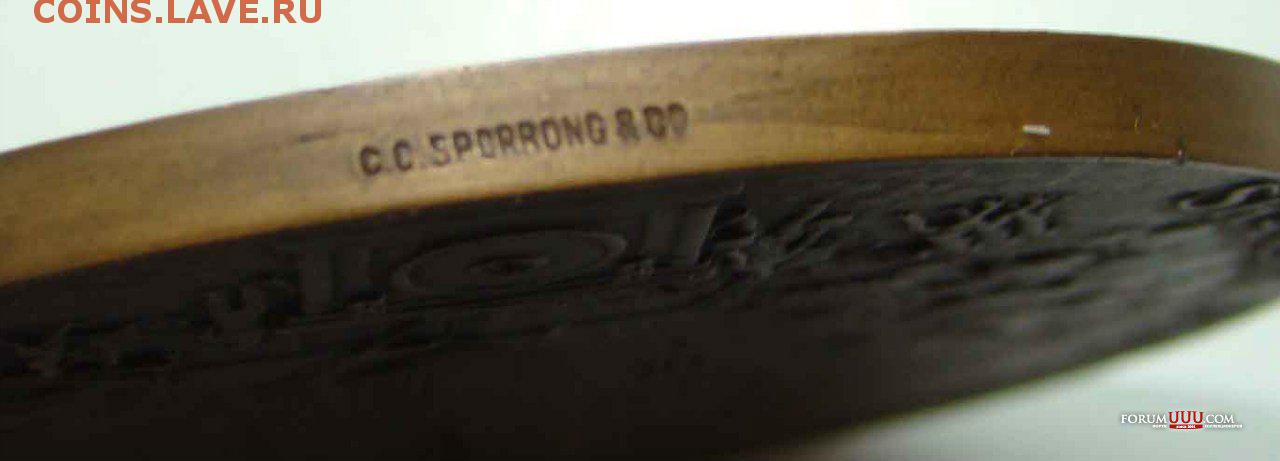 COINS.LAVE.RU
C.C.SPORRONG & CO
FORUMUUU.COM